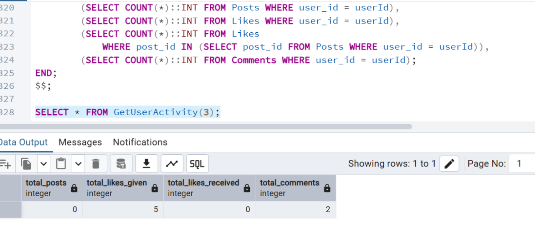 320 (SELECT COUNT(*)::INT FROM Posts WHERE user_id = userId),
321 (SELECT COUNT(*)::INT FROM Likes WHERE user_id = userId),
322 (SELECT COUNT(*)::INT FROM Likes
323 WHERE post_id IN (SELECT post_id FROM Posts WHERE user_id = userId)),
324 (SELECT COUNT(*)::INT FROM Comments WHERE user_id = userId);
325 END;
326 $$;
327
328 SELECT * FROM GetUserActivity(3);
Data Output Messages Notifications
SQL Showing rows: 1 to 1 Page No: 1
total_posts total_likes_given total_likes_received total_comments
integer integer integer integer
0 5 0 2